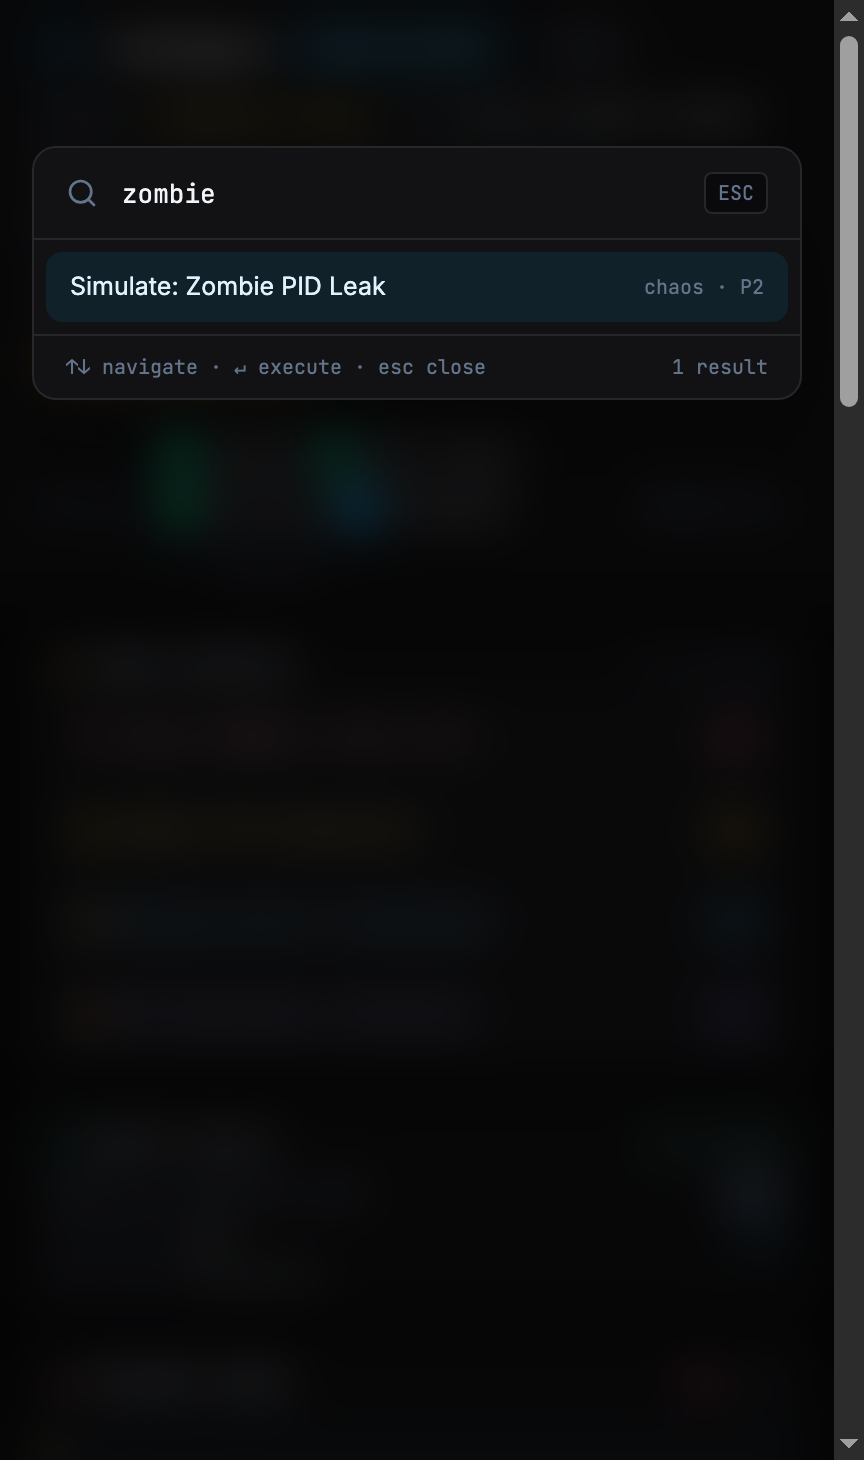 zombie ESC
Simulate: Zombie PID Leak chaos · P2
↑↓ navigate · ↵ execute · esc close 1 result